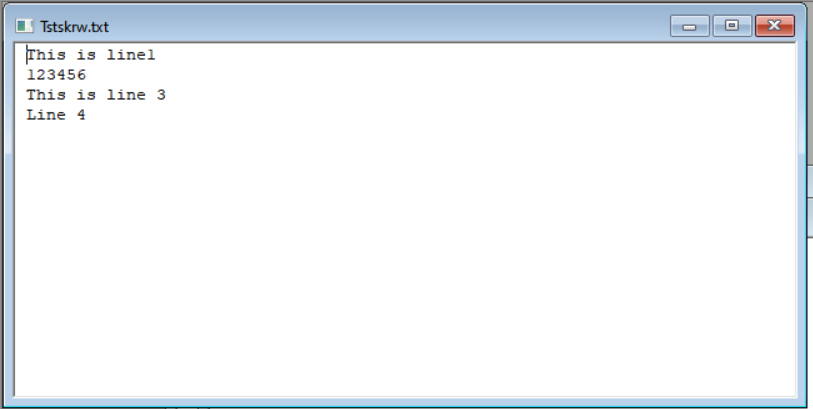 Tstskrw.txt
This is line1
123456
This is line 3
Line 4